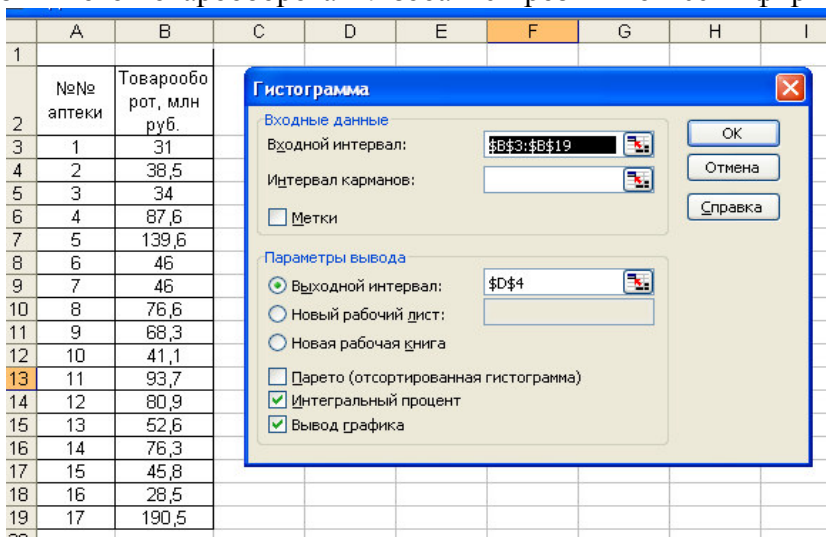 A B C D E F G H I
1
№№ Товарообо
аптеки рот, млн
2 руб.
3 1 31
4 2 38,5
5 3 34
6 4 87,6
7 5 139,6
8 6 46
9 7 46
10 8 76,6
11 9 68,3
12 10 41,1
13 11 93,7
14 12 80,9
15 13 52,6
16 14 76,3
17 15 45,8
18 16 28,5
19 17 190,5
Гистограмма
Входные данные
Входной интервал: $B$3:$B$19
Интервал карманов:
Метки
OK
Отмена
Справка
Параметры вывода
Выходной интервал: $D$4
Новый рабочий лист:
Новая рабочая книга
Парето (отсортированная гистограмма)
Интегральный процент
Вывод графика